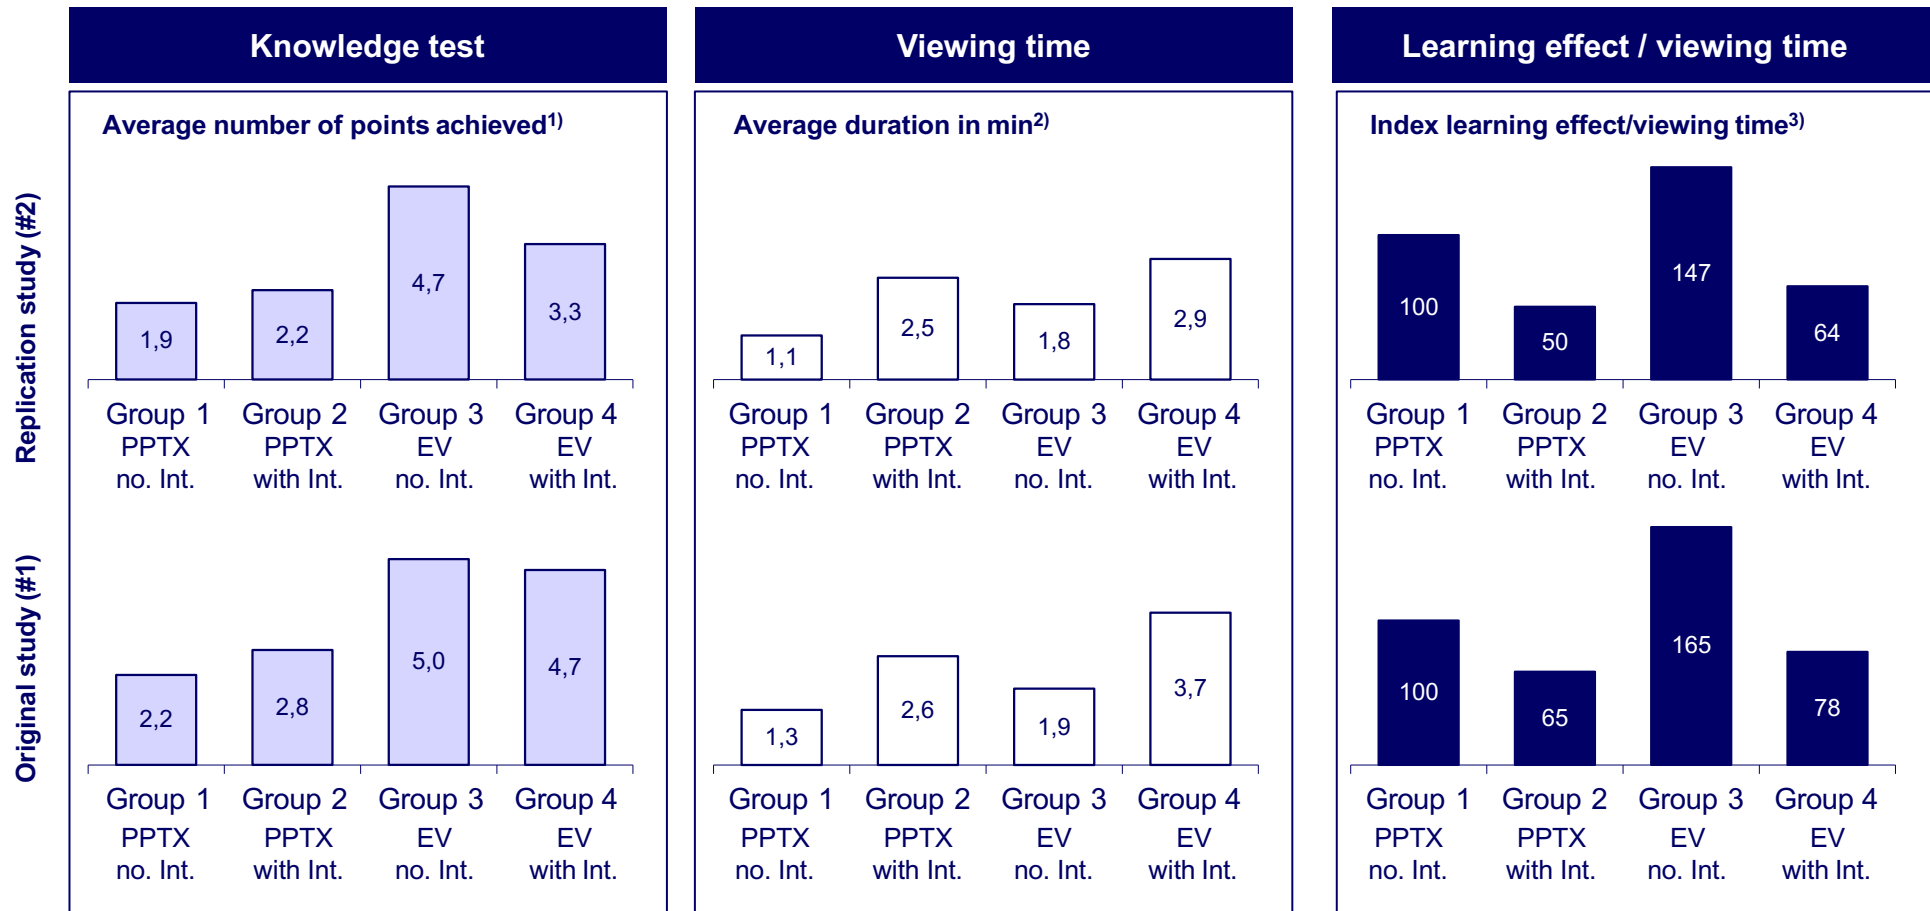 Knowledge test
Viewing time
Learning effect / viewing time
Replication study (#2)
Average number of points achieved1)
1,9
2,2
4,7
3,3
Group 1
PPTX
no. Int.
Group 2
PPTX
with Int.
Group 3
EV
no. Int.
Group 4
EV
with Int.
Average duration in min2)
1,1
2,5
1,8
2,9
Group 1
PPTX
no. Int.
Group 2
PPTX
with Int.
Group 3
EV
no. Int.
Group 4
EV
with Int.
Index learning effect/viewing time3)
100
50
147
64
Group 1
PPTX
no. Int.
Group 2
PPTX
with Int.
Group 3
EV
no. Int.
Group 4
EV
with Int.
Original study (#1)
2,2
2,8
5,0
4,7
Group 1
PPTX
no. Int.
Group 2
PPTX
with Int.
Group 3
EV
no. Int.
Group 4
EV
with Int.
1,3
2,6
1,9
3,7
Group 1
PPTX
no. Int.
Group 2
PPTX
with Int.
Group 3
EV
no. Int.
Group 4
EV
with Int.
100
65
165
78
Group 1
PPTX
no. Int.
Group 2
PPTX
with Int.
Group 3
EV
no. Int.
Group 4
EV
with Int.